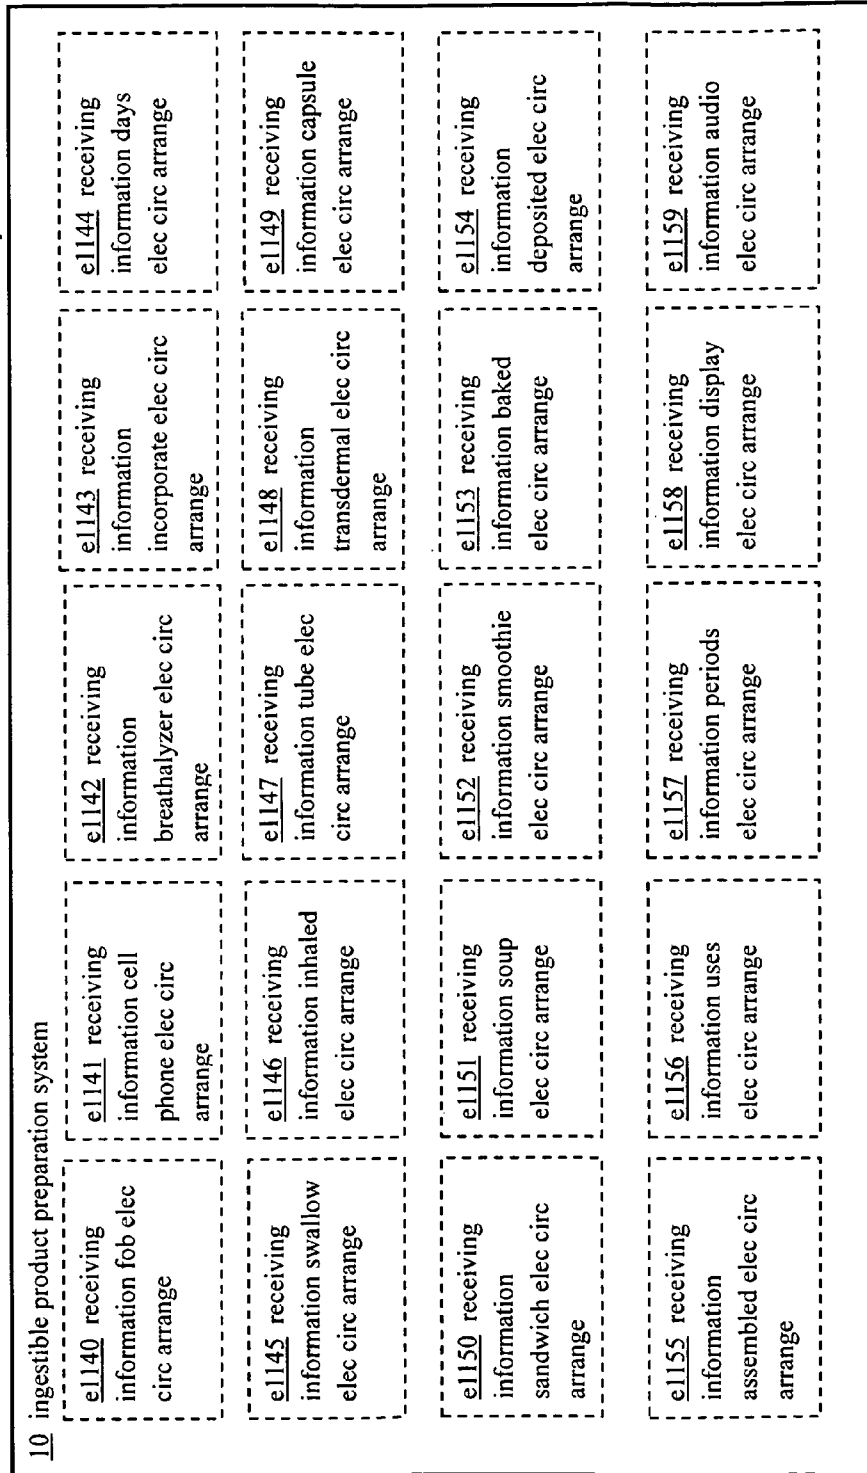 10 ingestible product preparation system
e1140 receiving
information fob elec
circ arrange
e1141 receiving
information cell
phone elec circ
arrange
e1142 receiving
information
breathalyzer elec circ
arrange
e1143 receiving
information
incorporate elec circ
arrange
e1144 receiving
information days
elec circ arrange
e1145 receiving
information swallow
elec circ arrange
e1146 receiving
information inhaled
elec circ arrange
e1147 receiving
information tube elec
circ arrange
e1148 receiving
information
transdermal elec circ
arrange
e1149 receiving
information capsule
elec circ arrange
e1150 receiving
information
sandwich elec circ
arrange
e1151 receiving
information soup
elec circ arrange
e1152 receiving
information smoothie
elec circ arrange
e1153 receiving
information baked
elec circ arrange
e1154 receiving
information
deposited elec circ
arrange
e1155 receiving
information
assembled elec circ
arrange
e1156 receiving
information uses
elec circ arrange
e1157 receiving
information periods
elec circ arrange
e1158 receiving
information display
elec circ arrange
e1159 receiving
information audio
elec circ arrange